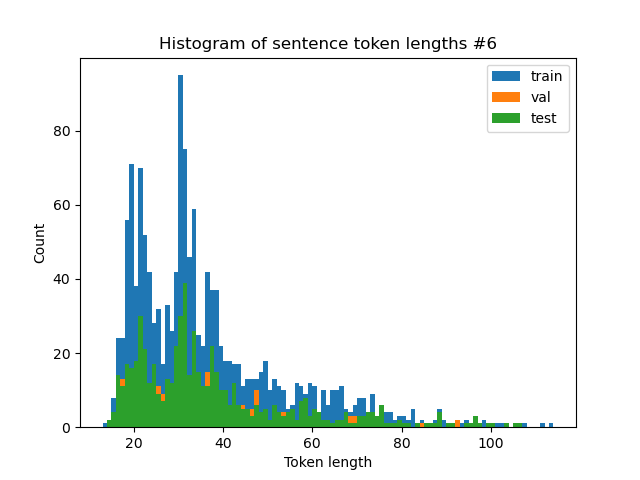 Histogram of sentence token lengths #6
train
val
test
Count
80
60
40
20
0
20 40 60 80 100
Token length